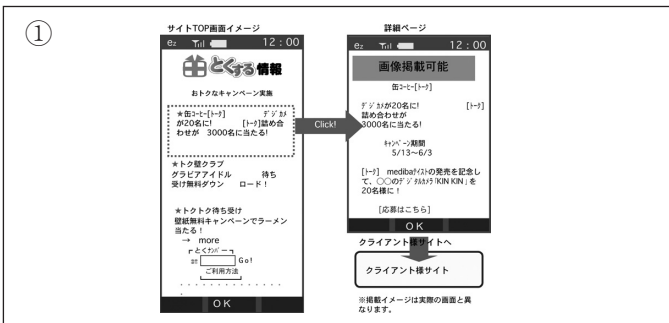 ①
サイトTOP画面イメージ
ez 12:00
とくする情報
おトクなキャンペーン実施
★缶ｺｰﾋｰ[ﾄｰｸ] ﾃﾞｼﾞｶﾒ
が20名に! [ﾄｰｸ]詰め合
わせが 3000名に当たる!
★トク壁クラブ
グラビアアイドル 待ち
受け無料ダウン ロード!
★トクトク待ち受け
壁紙無料キャンペーンでラーメン
当たる!
→ more
とくﾅﾝﾊﾞｰ
Go!
ご利用方法
OK
Click!
詳細ページ
ez 12:00
画像掲載可能
缶ｺｰﾋｰ[ﾄｰｸ]
ﾃﾞｼﾞｶﾒが20名に! [ﾄｰｸ]
詰め合わせが
3000名に当たる!
ｷｬﾝﾍﾟｰﾝ期間
5/13～6/3
[ﾄｰｸ] medibaﾃｲｽﾄの発売を記念し
て、○○のﾃﾞｼﾞﾀﾙｶﾒﾗ「KIN KIN」を
20名様に!
[応募はこちら]
OK
クライアント様サイトへ
クライアント様サイト
※掲載イメージは実際の画面と異
なります。